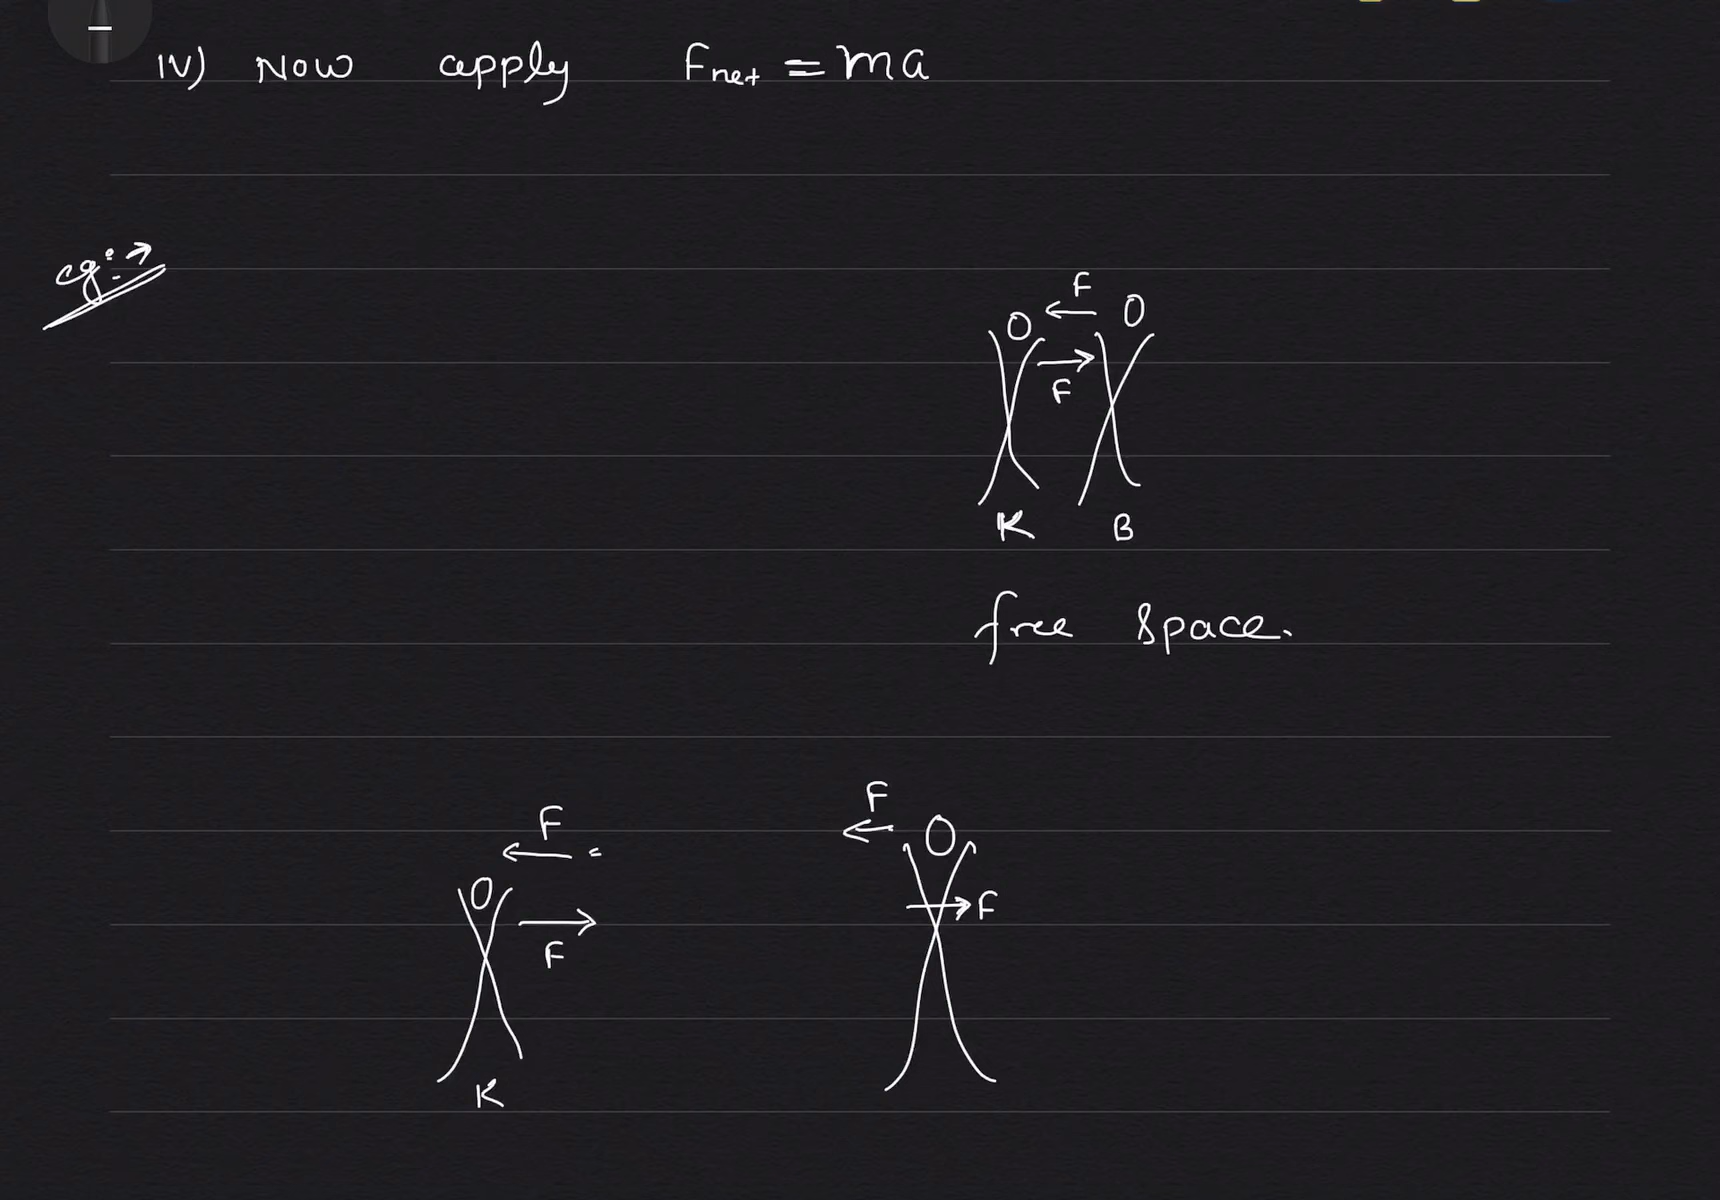 IV) Now apply Fnet = ma
eg:→
F
F
K B
free space.
F
F
F
F
K